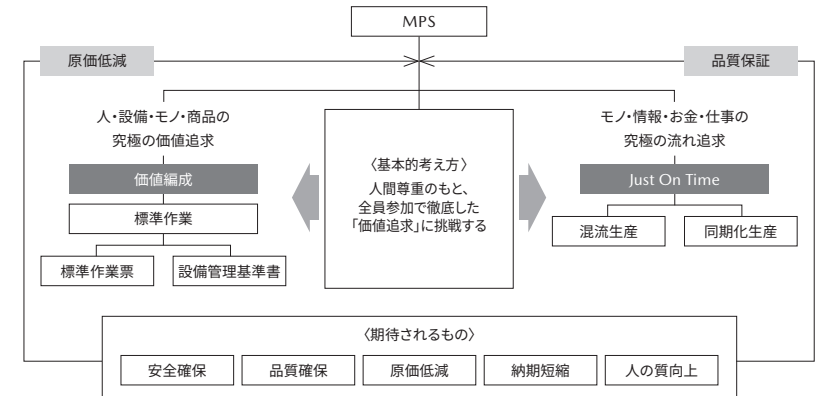 MPS
原価低減
品質保証
人・設備・モノ・商品の
究極の価値追求
価値編成
標準作業
標準作業票
設備管理基準書
〈基本的考え方〉
人間尊重のもと、
全員参加で徹底した
「価値追求」に挑戦する
モノ・情報・お金・仕事の
究極の流れ追求
Just On Time
混流生産
同期化生産
〈期待されるもの〉
安全確保
品質確保
原価低減
納期短縮
人の質向上